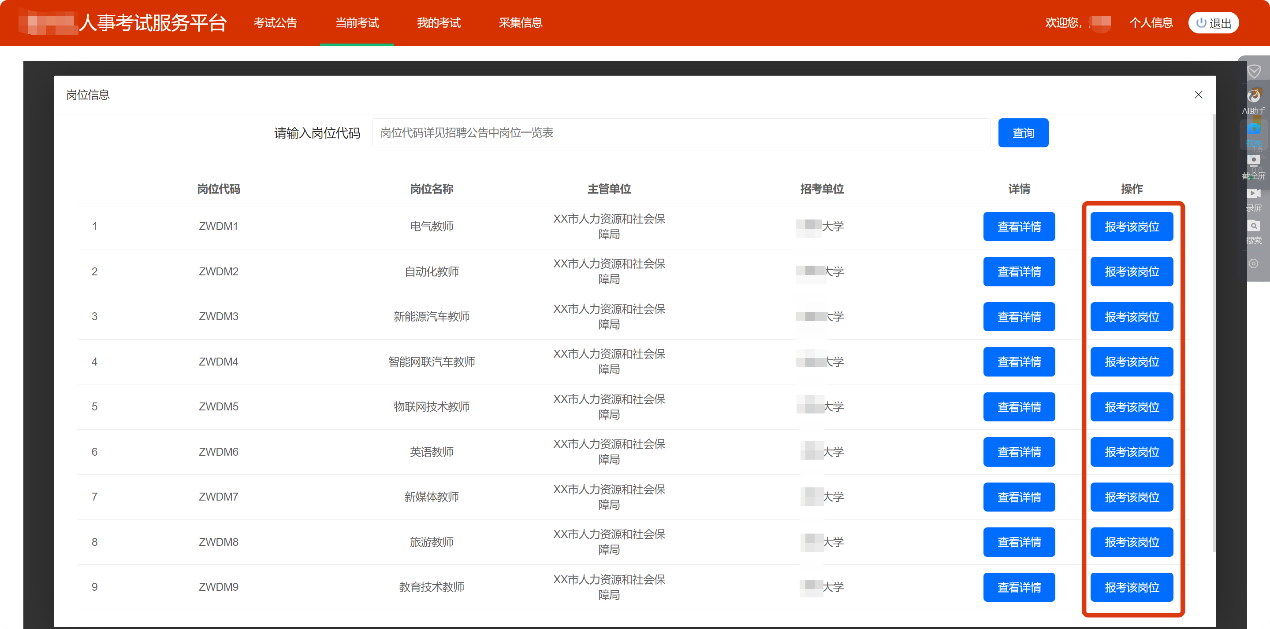 人事考试服务平台 考试公告 当前考试 我的考试 采集信息 欢迎您, 个人信息 退出
岗位信息
请输入岗位代码 岗位代码详见招聘公告中岗位一览表 查询
岗位代码 岗位名称 主管单位 招考单位 详情 操作
1 ZWDM1 电气教师 XX市人力资源和社会保障局 大学 查看详情 报考该岗位
2 ZWDM2 自动化教师 XX市人力资源和社会保障局 大学 查看详情 报考该岗位
3 ZWDM3 新能源汽车教师 XX市人力资源和社会保障局 大学 查看详情 报考该岗位
4 ZWDM4 智能网联汽车教师 XX市人力资源和社会保障局 大学 查看详情 报考该岗位
5 ZWDM5 物联网技术教师 XX市人力资源和社会保障局 大学 查看详情 报考该岗位
6 ZWDM6 英语教师 XX市人力资源和社会保障局 大学 查看详情 报考该岗位
7 ZWDM7 新媒体教师 XX市人力资源和社会保障局 大学 查看详情 报考该岗位
8 ZWDM8 旅游教师 XX市人力资源和社会保障局 大学 查看详情 报考该岗位
9 ZWDM9 教育技术教师 XX市人力资源和社会保障局 大学 查看详情 报考该岗位
AI助手
截全屏
录屏
搜索